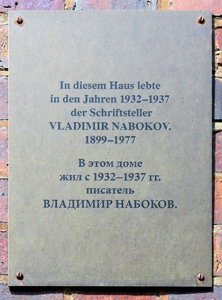 In diesem Haus lebte
in den Jahren 1932–1937
der Schriftsteller
VLADIMIR NABOKOV.
1899–1977
В этом доме
жил с 1932–1937 гг.
писатель
ВЛАДИМИР НАБОКОВ.